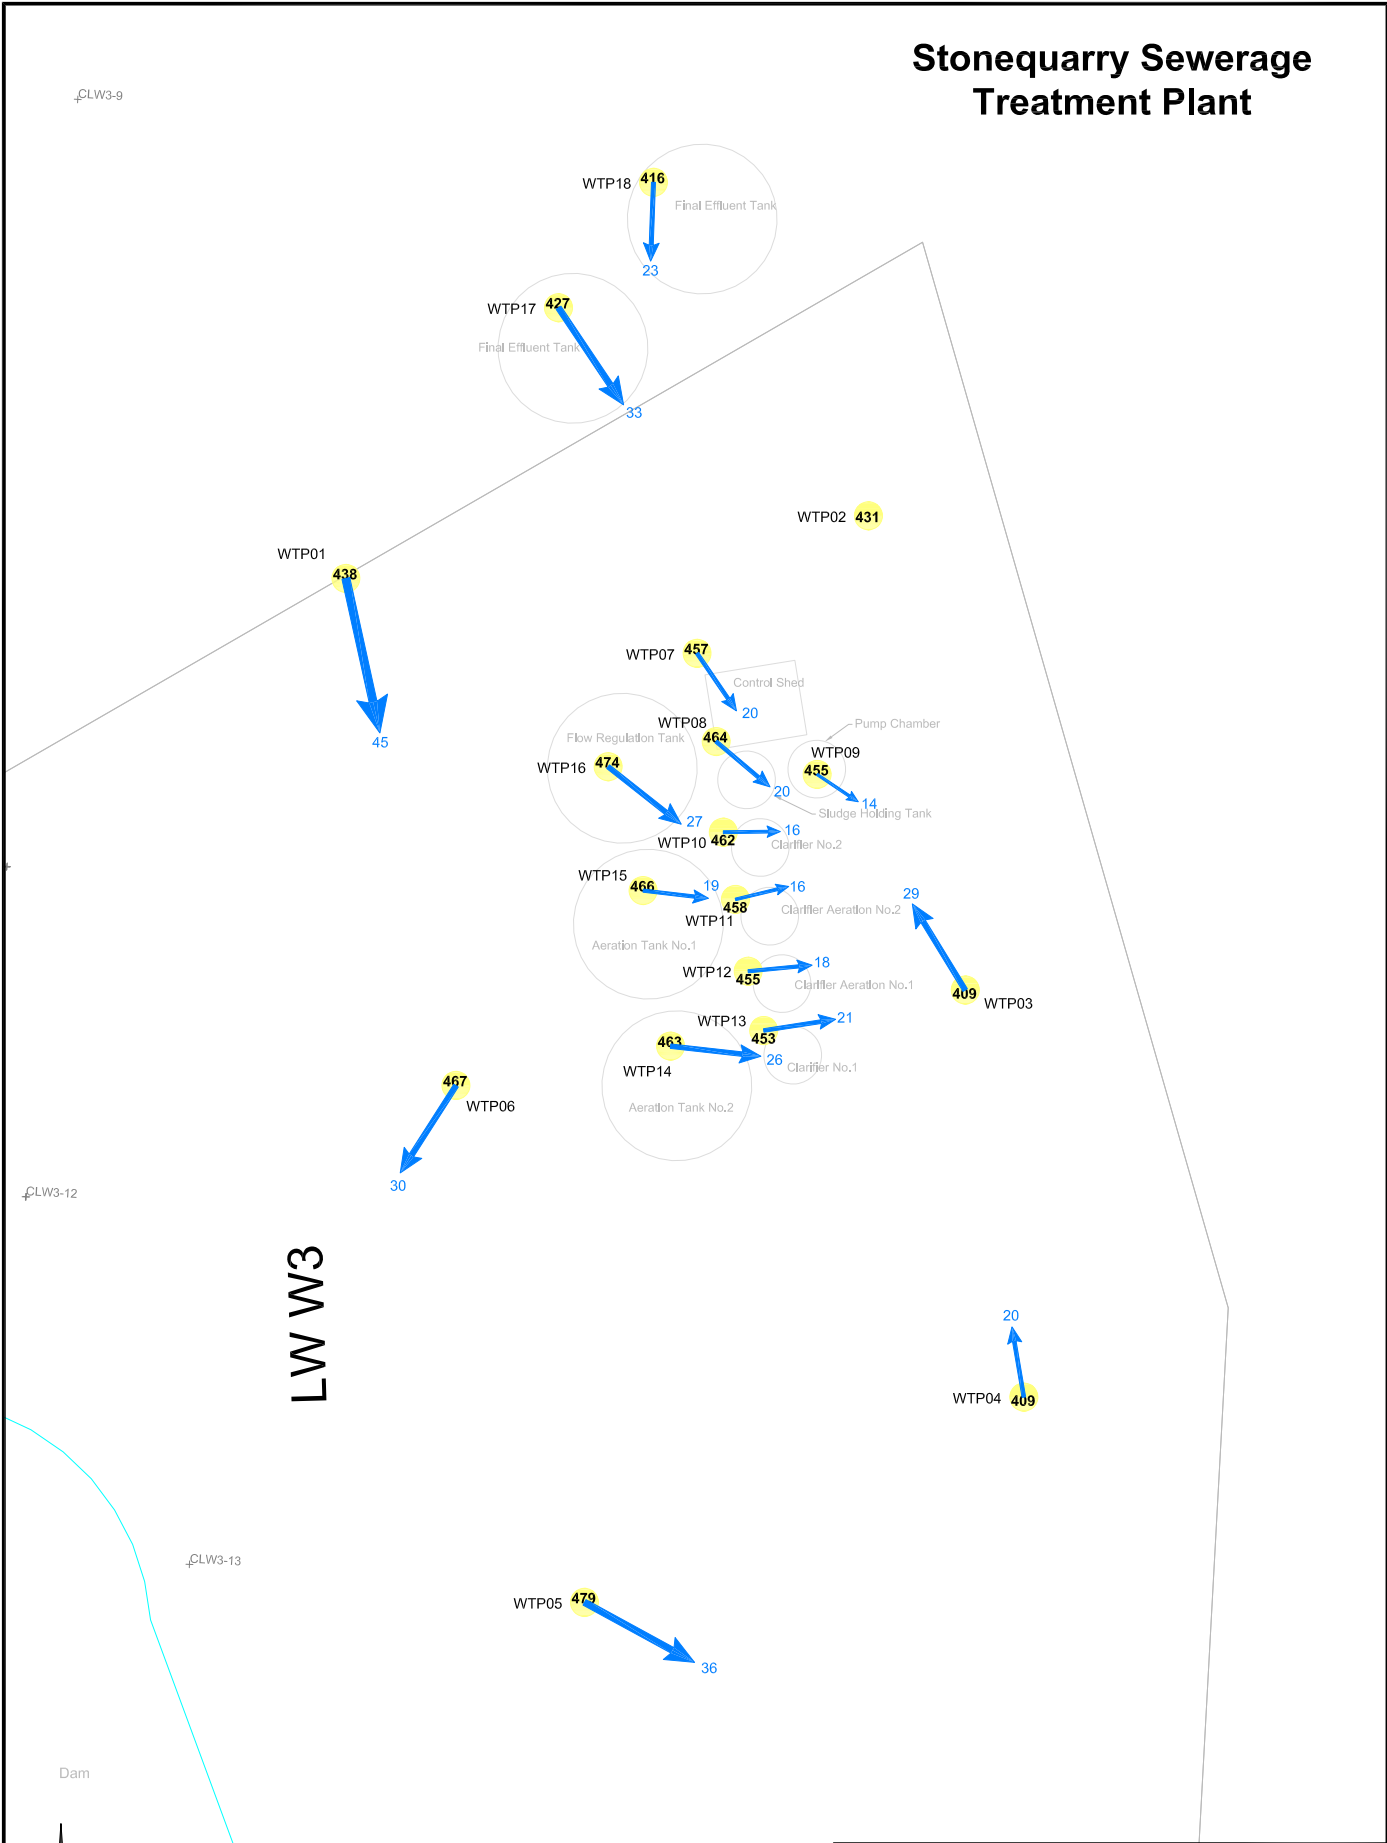 Stonequarry Sewerage
Treatment Plant
CLW3-9
WTP18
416
Final Effluent Tank
23
WTP17
427
Final Effluent Tank
33
WTP02
431
WTP01
438
45
WTP07
457
Control Shed
20
WTP08
464
Pump Chamber
Flow Regulation Tank
WTP09
WTP16
474
455
20
14
Sludge Holding Tank
27
WTP10
462
16
Clarifier No.2
WTP15
466
19
16
458
WTP11
Clarifier Aeration No.2
29
Aeration Tank No.1
WTP12
455
18
Clarifier Aeration No.1
409
WTP03
WTP13
453
21
463
26
WTP14
Clarifier No.1
467
WTP06
Aeration Tank No.2
30
CLW3-12
LW W3
20
WTP04
409
CLW3-13
WTP05
479
36
Dam